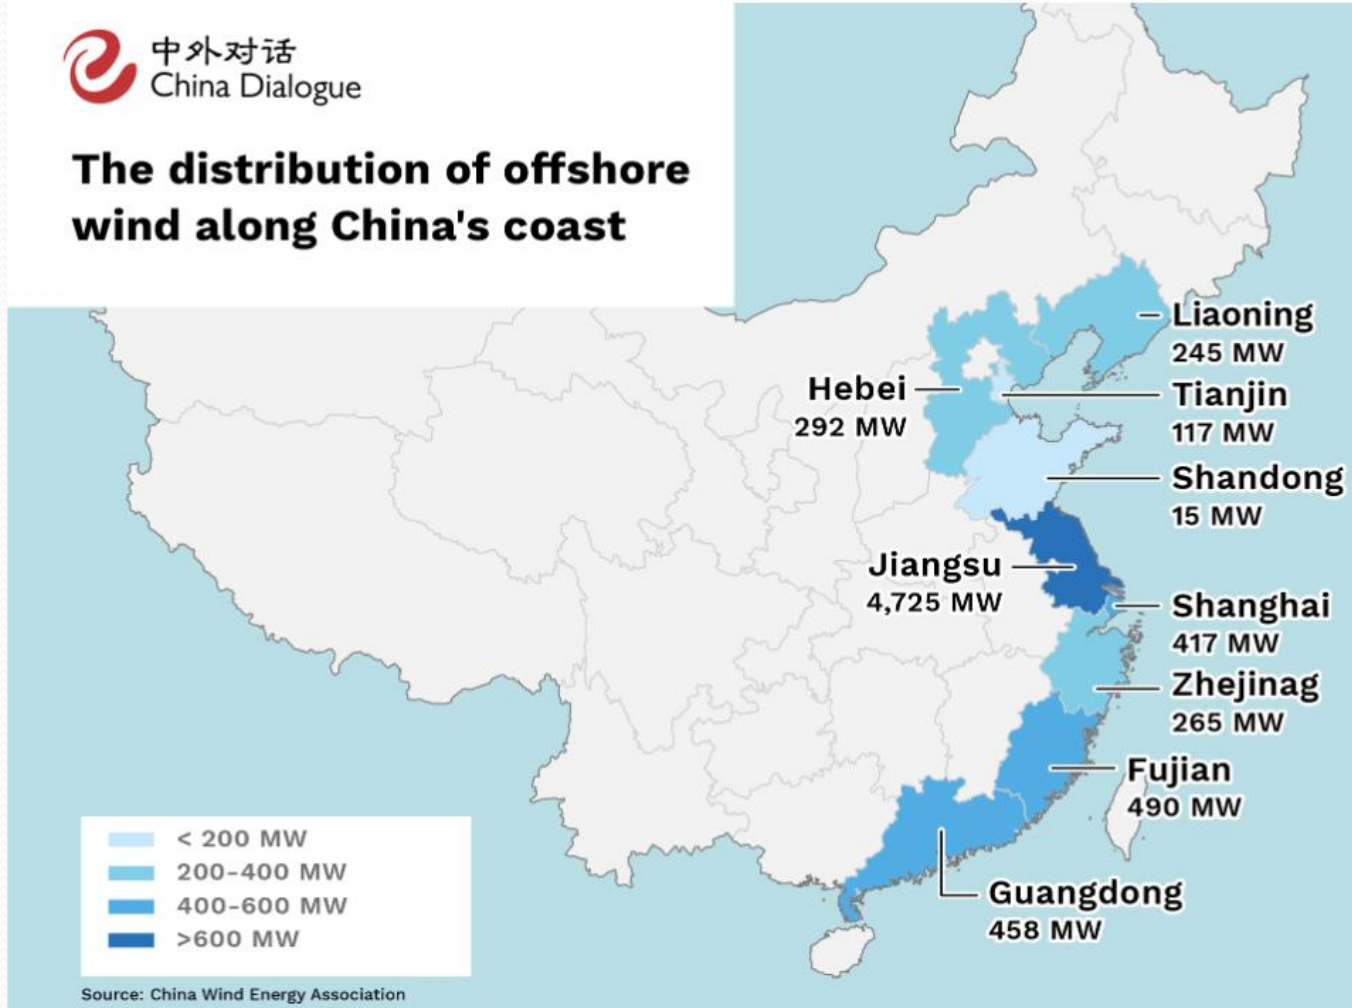 中外对话
China Dialogue
The distribution of offshore
wind along China's coast
Liaoning
245 MW
Hebei
292 MW
Tianjin
117 MW
Shandong
15 MW
Jiangsu
4,725 MW
Shanghai
417 MW
Zhejinag
265 MW
Fujian
490 MW
Guangdong
458 MW
< 200 MW
200-400 MW
400-600 MW
>600 MW
Source: China Wind Energy Association